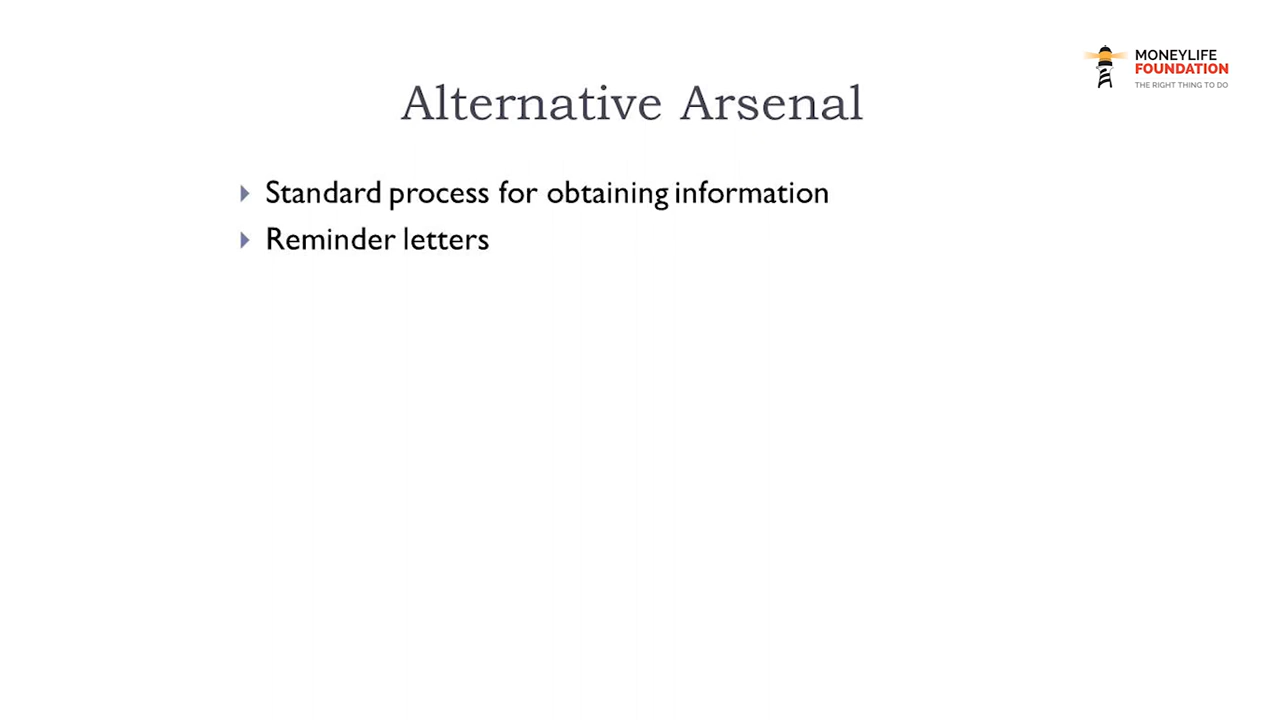 MONEYLIFE
FOUNDATION
THE RIGHT THING TO DO
Alternative Arsenal
Standard process for obtaining information
Reminder letters